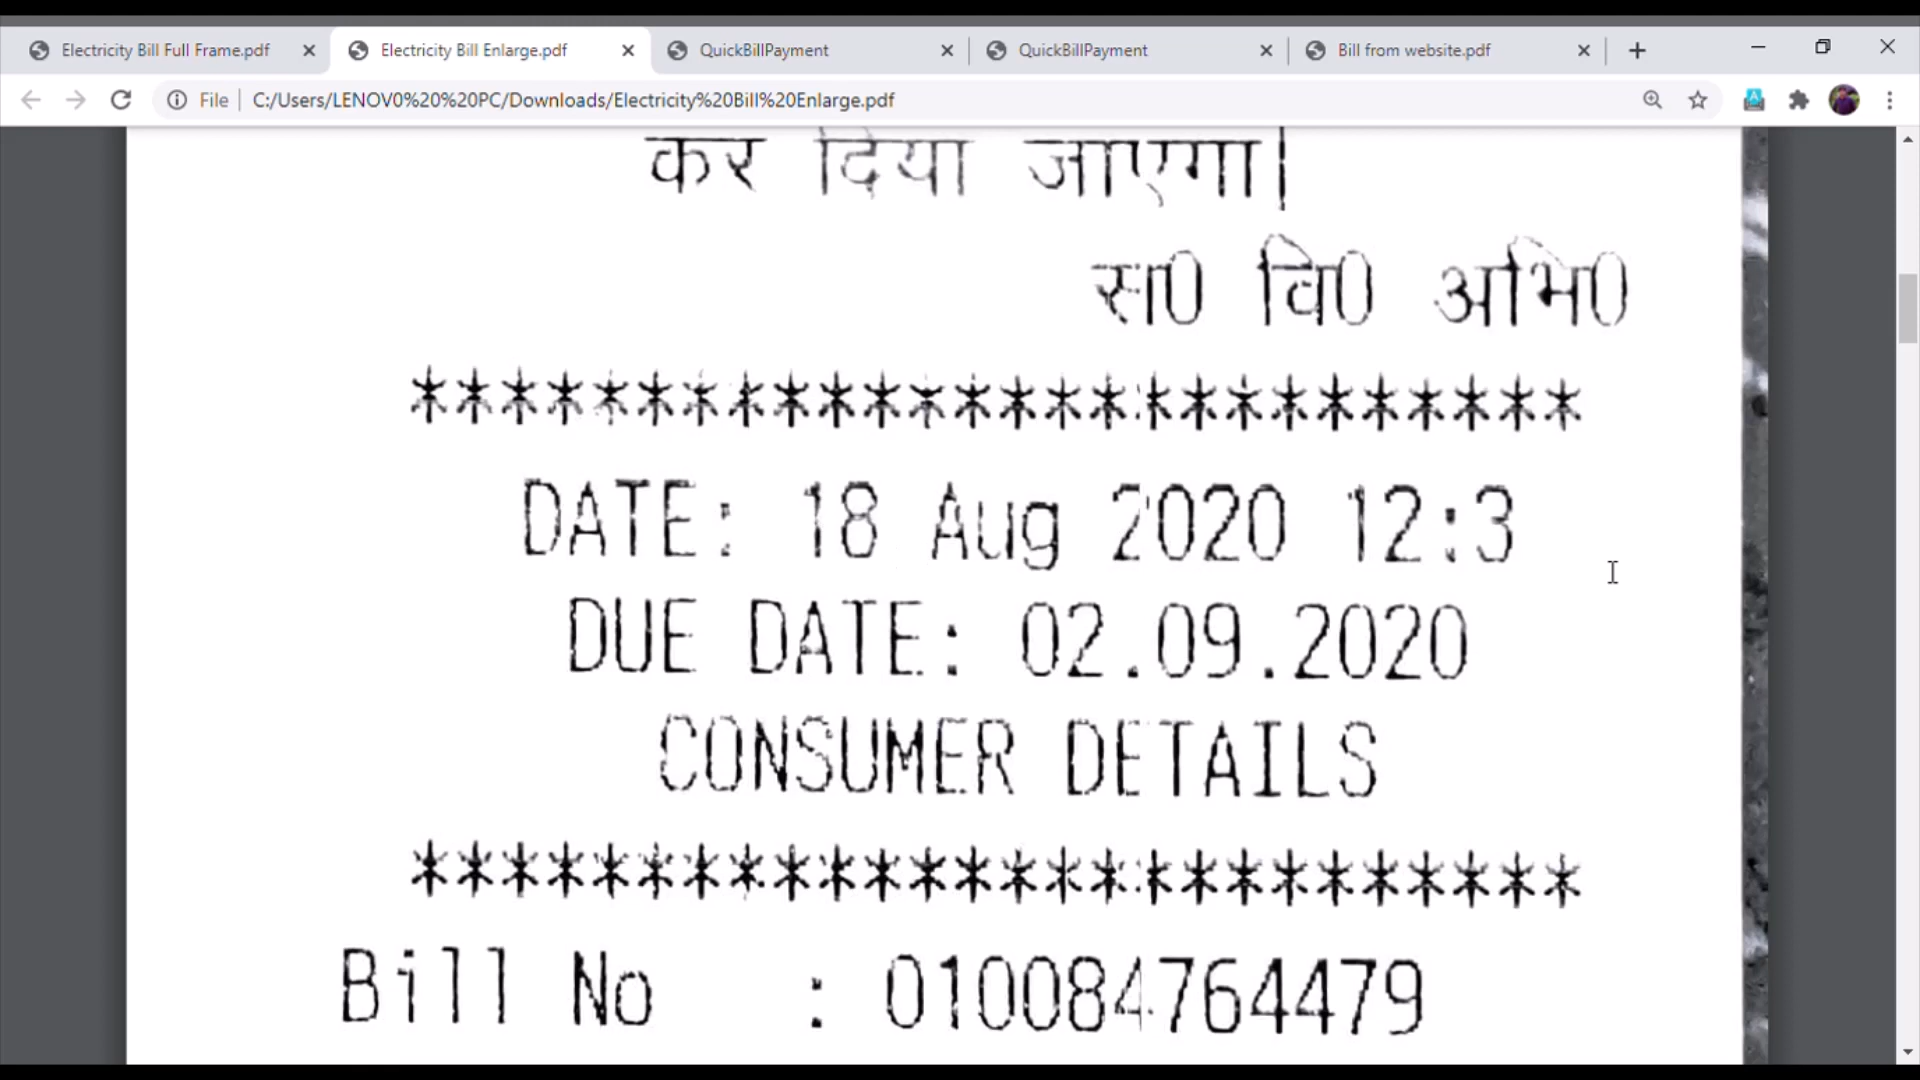 Electricity Bill Full Frame.pdf
Electricity Bill Enlarge.pdf
QuickBillPayment
QuickBillPayment
Bill from website.pdf
File
C:/Users/LENOV0%20%20PC/Downloads/Electricity%20Bill%20Enlarge.pdf
कर दिया जाएगा|
स0 वि0 अभि0
**************************
DATE: 18 Aug 2020 12:3
DUE DATE: 02.09.2020
CONSUMER DETAILS
**************************
Bill No : 010084764479